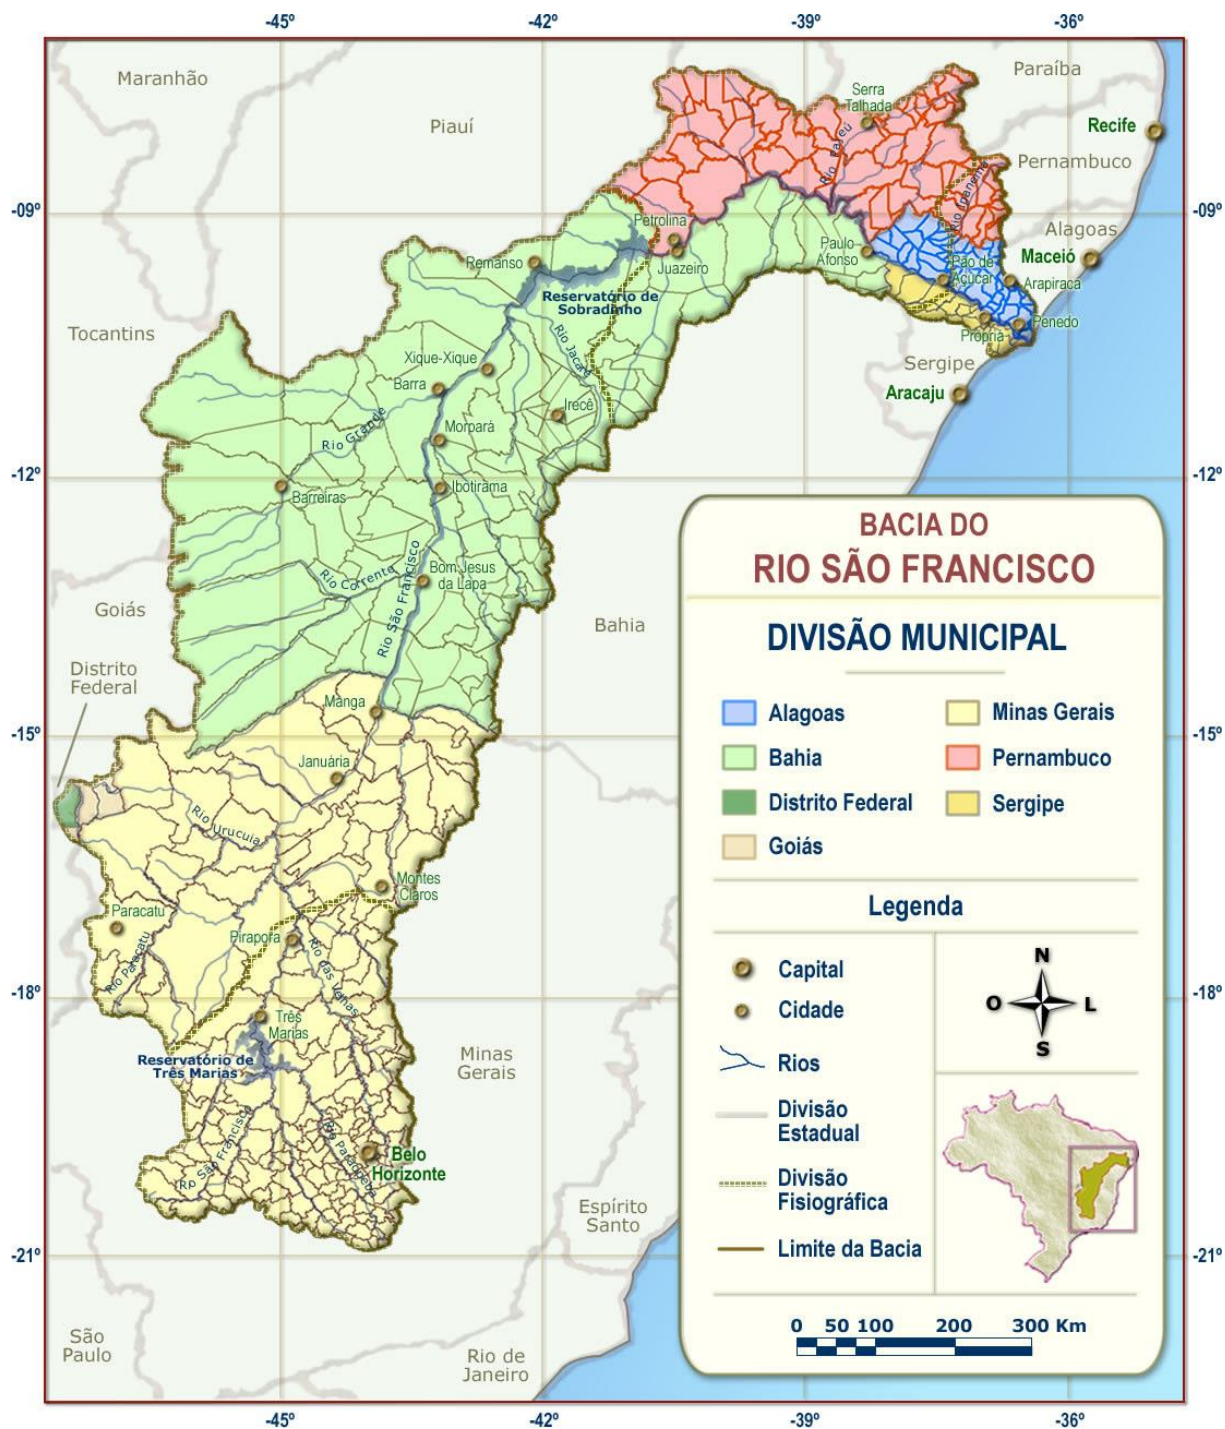 -45º
-42º
-39º
-36º
Maranhão
Piauí
Paraíba
Serra
Talhada
Recife
Rio Pajeú
Pernambuco
Rio Ipanema
-09º
-09º
Petrolina
Alagoas
Paulo
Afonso
Maceió
Remanso
Juazeiro
Pão de
Açúcar
Arapiraca
Reservatório de
Sobradinho
Tocantins
Penedo
Propriá
Rio Jacaré
Xique-Xique
Sergipe
Barra
Aracaju
Irecê
Rio Grande
Morpará
-12º
-12º
Barreiras
Ibotirama
Rio Corrente
Bom Jesus
da Lapa
Rio São Francisco
Goiás
Bahia
Distrito
Federal
Manga
-15º
-15º
Januária
Rio Urucuia
Montes
Claros
Paracatu
Pirapora
Rio Paracatu
Rio das Velhas
-18º
-18º
Três
Marias
Reservatório de
Três Marias
Minas
Gerais
Rio São Francisco
Rio Paraopeba
Belo
Horizonte
Espírito
Santo
-21º
-21º
São
Paulo
Rio de
Janeiro
-45º
-42º
-39º
-36º
BACIA DO
RIO SÃO FRANCISCO
DIVISÃO MUNICIPAL
Alagoas
Bahia
Distrito Federal
Goiás
Minas Gerais
Pernambuco
Sergipe
Legenda
Capital
Cidade
Rios
Divisão
Estadual
Divisão
Fisiográfica
Limite da Bacia
N
O
L
S
0 50 100 200 300 Km